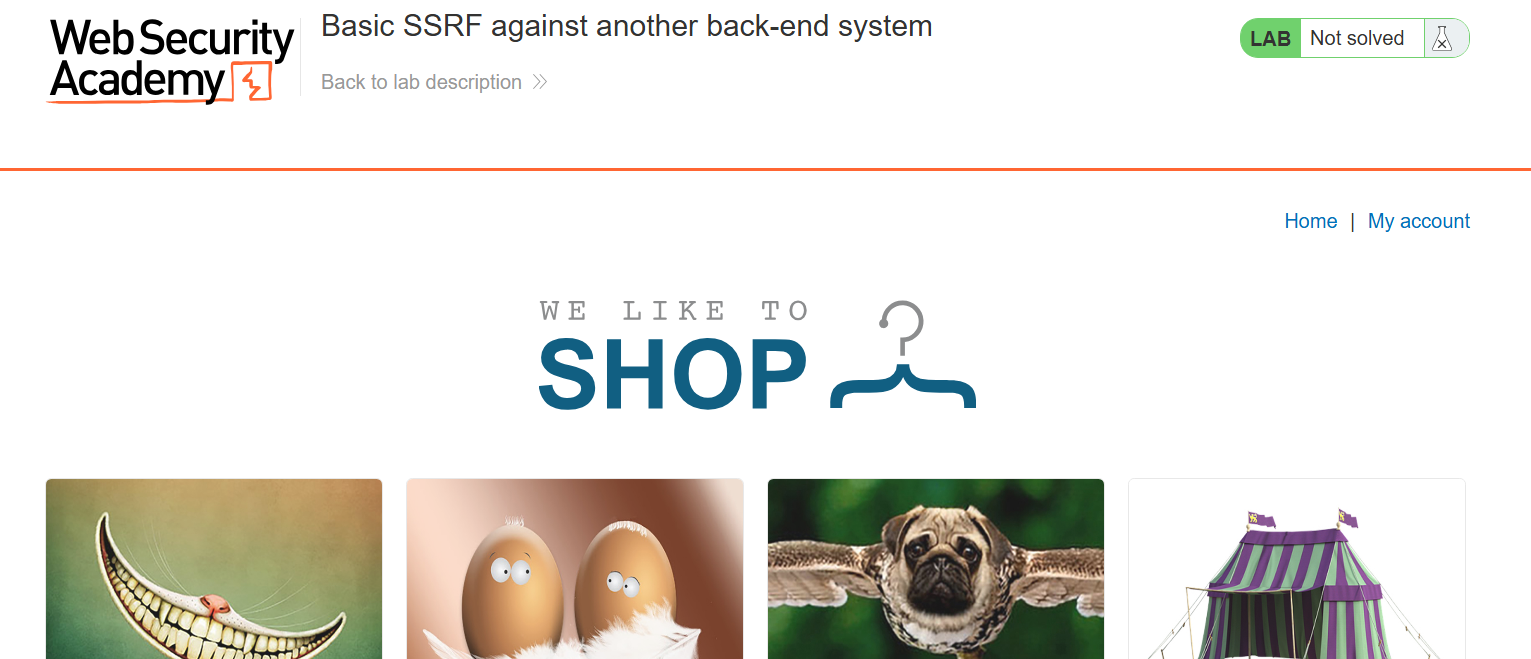 Web Security
Academy
Basic SSRF against another back-end system
Back to lab description
LAB Not solved
Home | My account
WE LIKE TO
SHOP